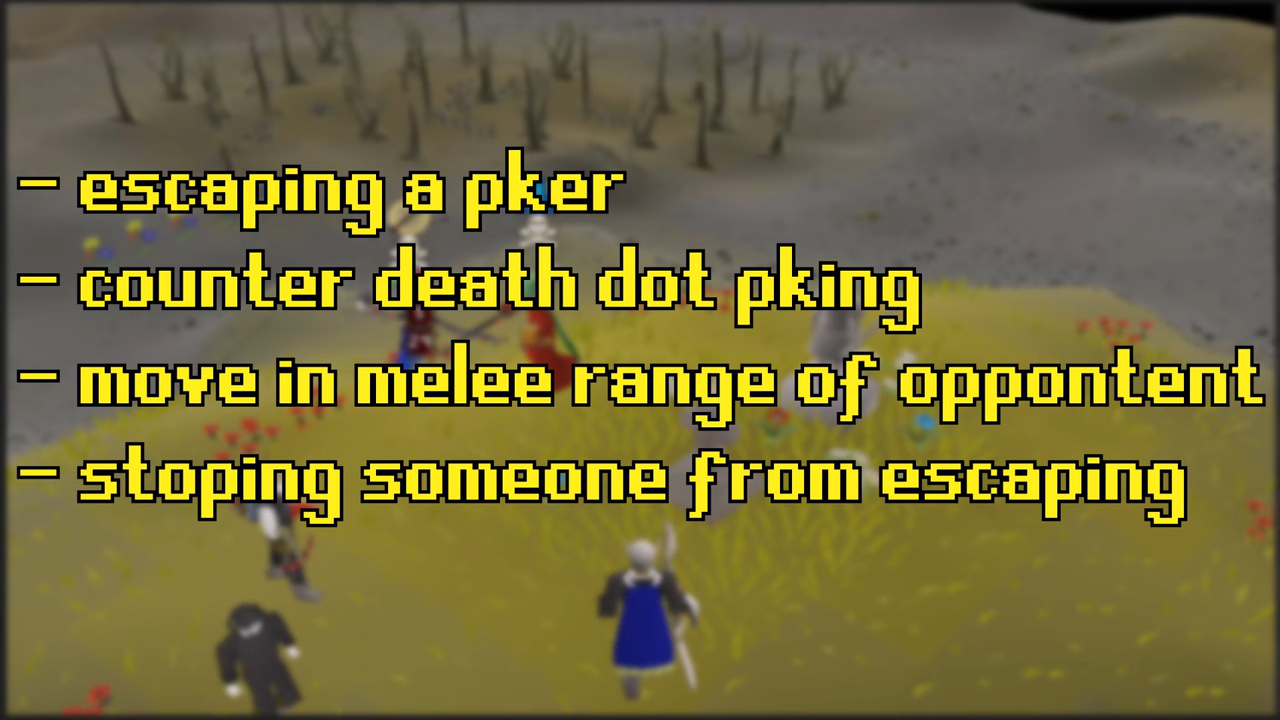 - escaping a pker
- counter death dot pking
- move in melee range of oppontent
- stoping someone from escaping